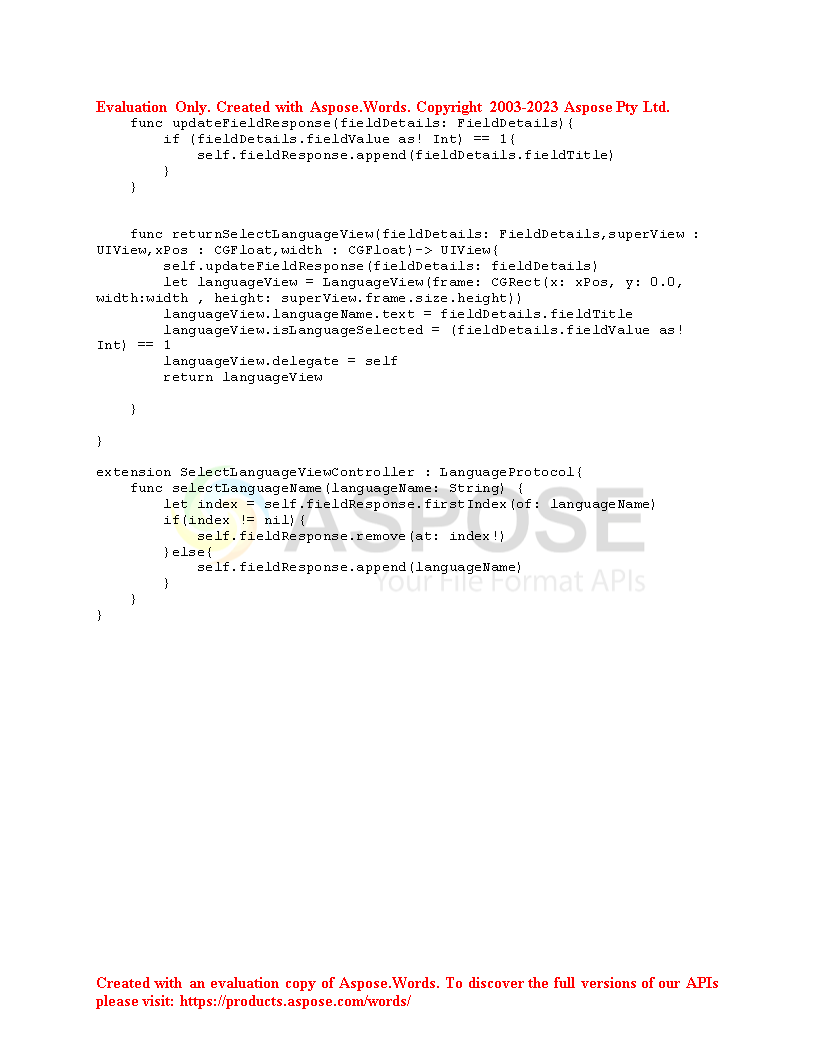 Evaluation Only. Created with Aspose.Words. Copyright 2003-2023 Aspose Pty Ltd.
    func updateFieldResponse(fieldDetails: FieldDetails){
        if (fieldDetails.fieldValue as! Int) == 1{
            self.fieldResponse.append(fieldDetails.fieldTitle)
        }
    }
    func returnSelectLanguageView(fieldDetails: FieldDetails,superView :
UIView,xPos : CGFloat,width : CGFloat)-> UIView{
        self.updateFieldResponse(fieldDetails: fieldDetails)
        let languageView = LanguageView(frame: CGRect(x: xPos, y: 0.0,
width:width , height: superView.frame.size.height))
        languageView.languageName.text = fieldDetails.fieldTitle
        languageView.isLanguageSelected = (fieldDetails.fieldValue as!
Int) == 1
        languageView.delegate = self
        return languageView
    }
}
extension SelectLanguageViewController : LanguageProtocol{
    func selectLanguageName(languageName: String) {
        let index = self.fieldResponse.firstIndex(of: languageName)
        if(index != nil){
            self.fieldResponse.remove(at: index!)
        }else{
            self.fieldResponse.append(languageName)
        }
    }
}
ASPOSE
Your File Format APIs
Created with an evaluation copy of Aspose.Words. To discover the full versions of our APIs
please visit: https://products.aspose.com/words/